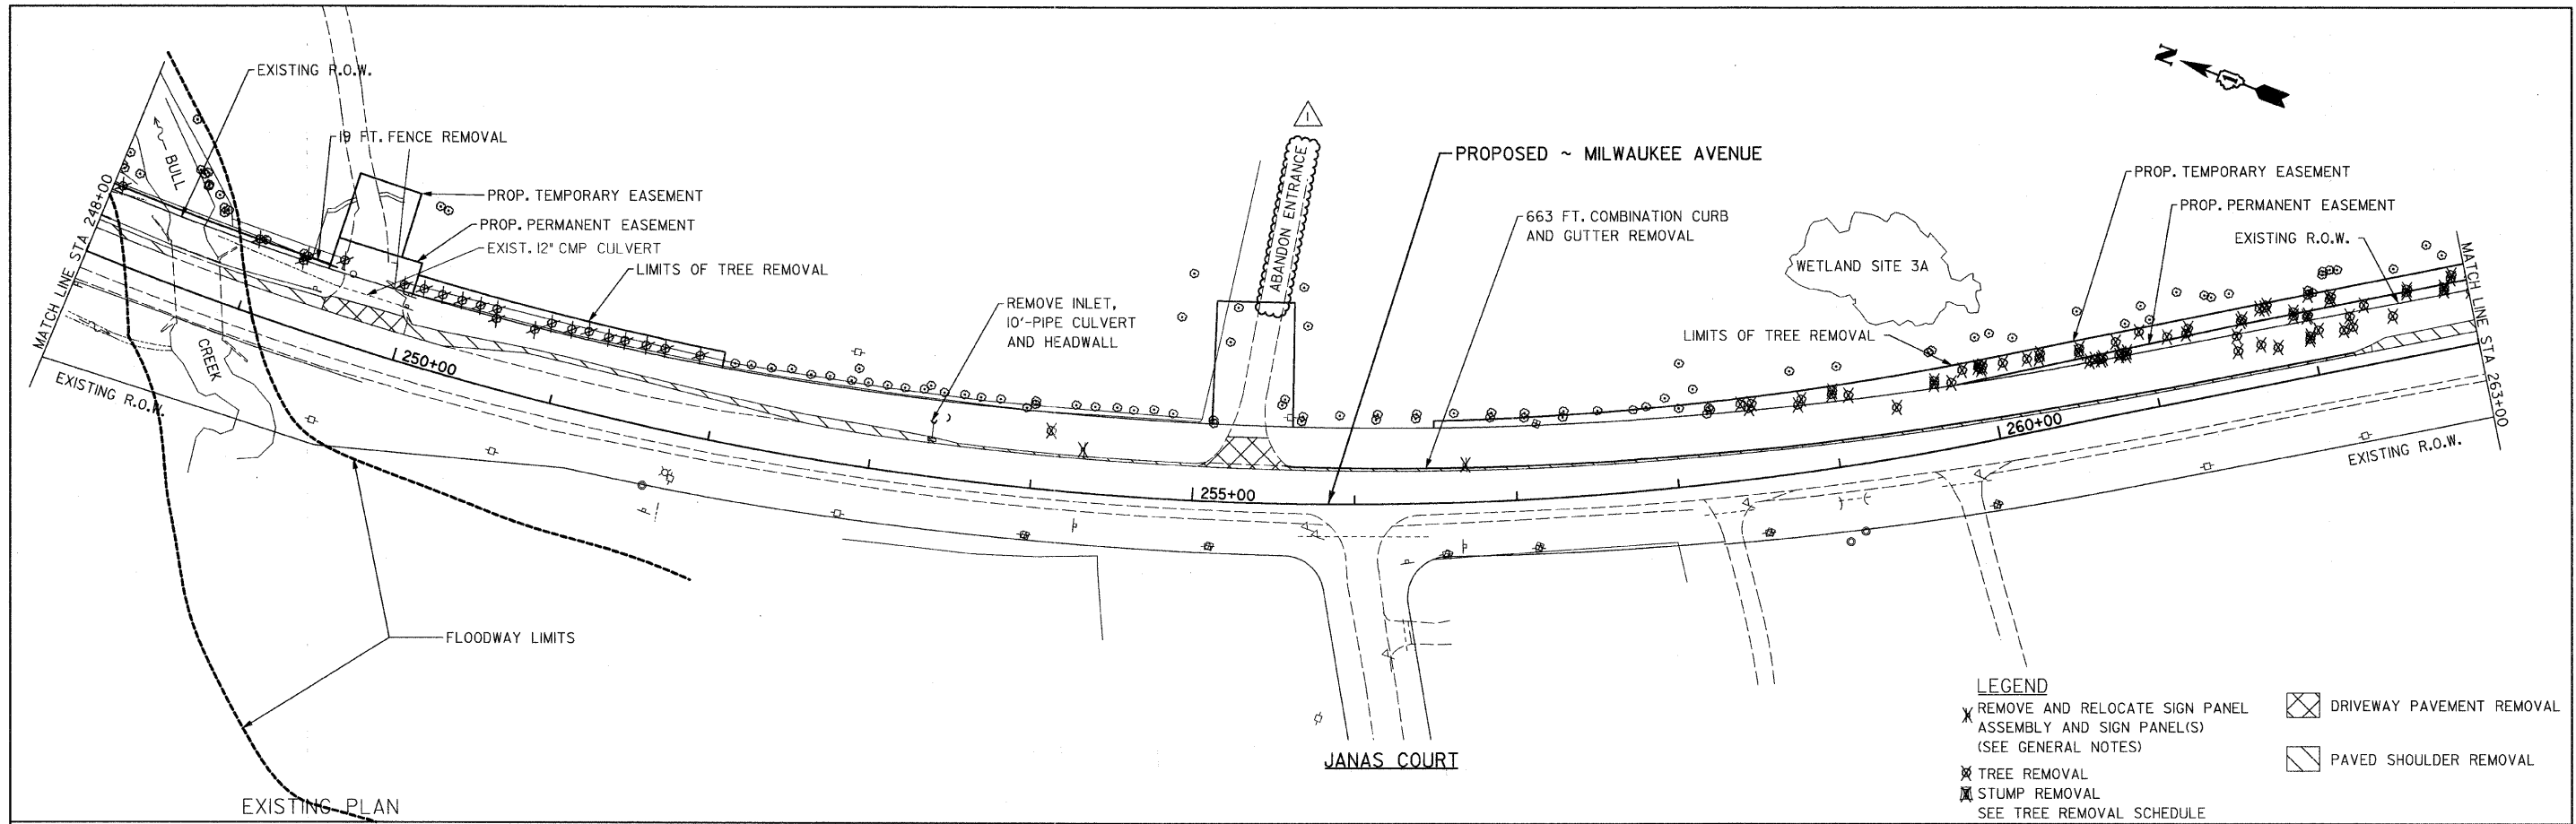 EXISTING R.O.W.
N
1
1
BULL
19 FT. FENCE REMOVAL
ABANDON ENTRANCE
PROPOSED ~ MILWAUKEE AVENUE
PROP. TEMPORARY EASEMENT
PROP. TEMPORARY EASEMENT
MATCH LINE STA 248+00
PROP. PERMANENT EASEMENT
PROP. PERMANENT EASEMENT
663 FT. COMBINATION CURB
AND GUTTER REMOVAL
EXIST. 12" CMP CULVERT
EXISTING R.O.W.
LIMITS OF TREE REMOVAL
WETLAND SITE 3A
MATCH LINE STA 263+00
REMOVE INLET,
10'-PIPE CULVERT
AND HEADWALL
LIMITS OF TREE REMOVAL
CREEK
250+00
EXISTING R.O.W.
260+00
EXISTING R.O.W.
255+00
FLOODWAY LIMITS
JANAS COURT
LEGEND
REMOVE AND RELOCATE SIGN PANEL
ASSEMBLY AND SIGN PANEL(S)
(SEE GENERAL NOTES)
TREE REMOVAL
STUMP REMOVAL
SEE TREE REMOVAL SCHEDULE
DRIVEWAY PAVEMENT REMOVAL
PAVED SHOULDER REMOVAL
EXISTING PLAN